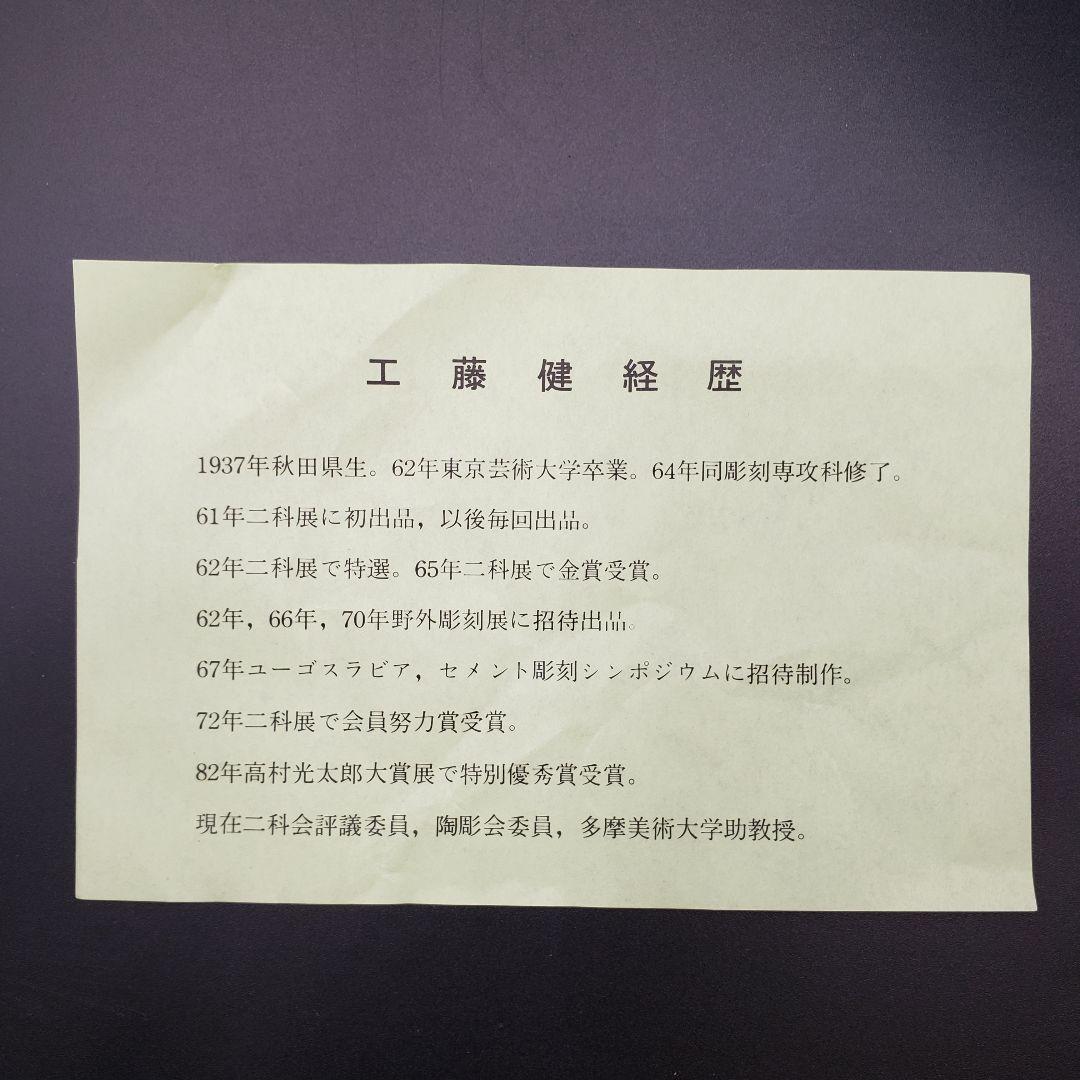 工藤健経歴
1937年秋田県生。62年東京芸術大学卒業。64年同彫刻専攻科修了。
61年二科展に初出品，以後毎回出品。
62年二科展で特選。65年二科展で金賞受賞。
62年，66年，70年野外彫刻展に招待出品。
67年ユーゴスラビア，セメント彫刻シンポジウムに招待制作。
72年二科展で会員努力賞受賞。
82年高村光太郎大賞展で特別優秀賞受賞。
現在二科会評議委員，陶彫会委員，多摩美術大学助教授。